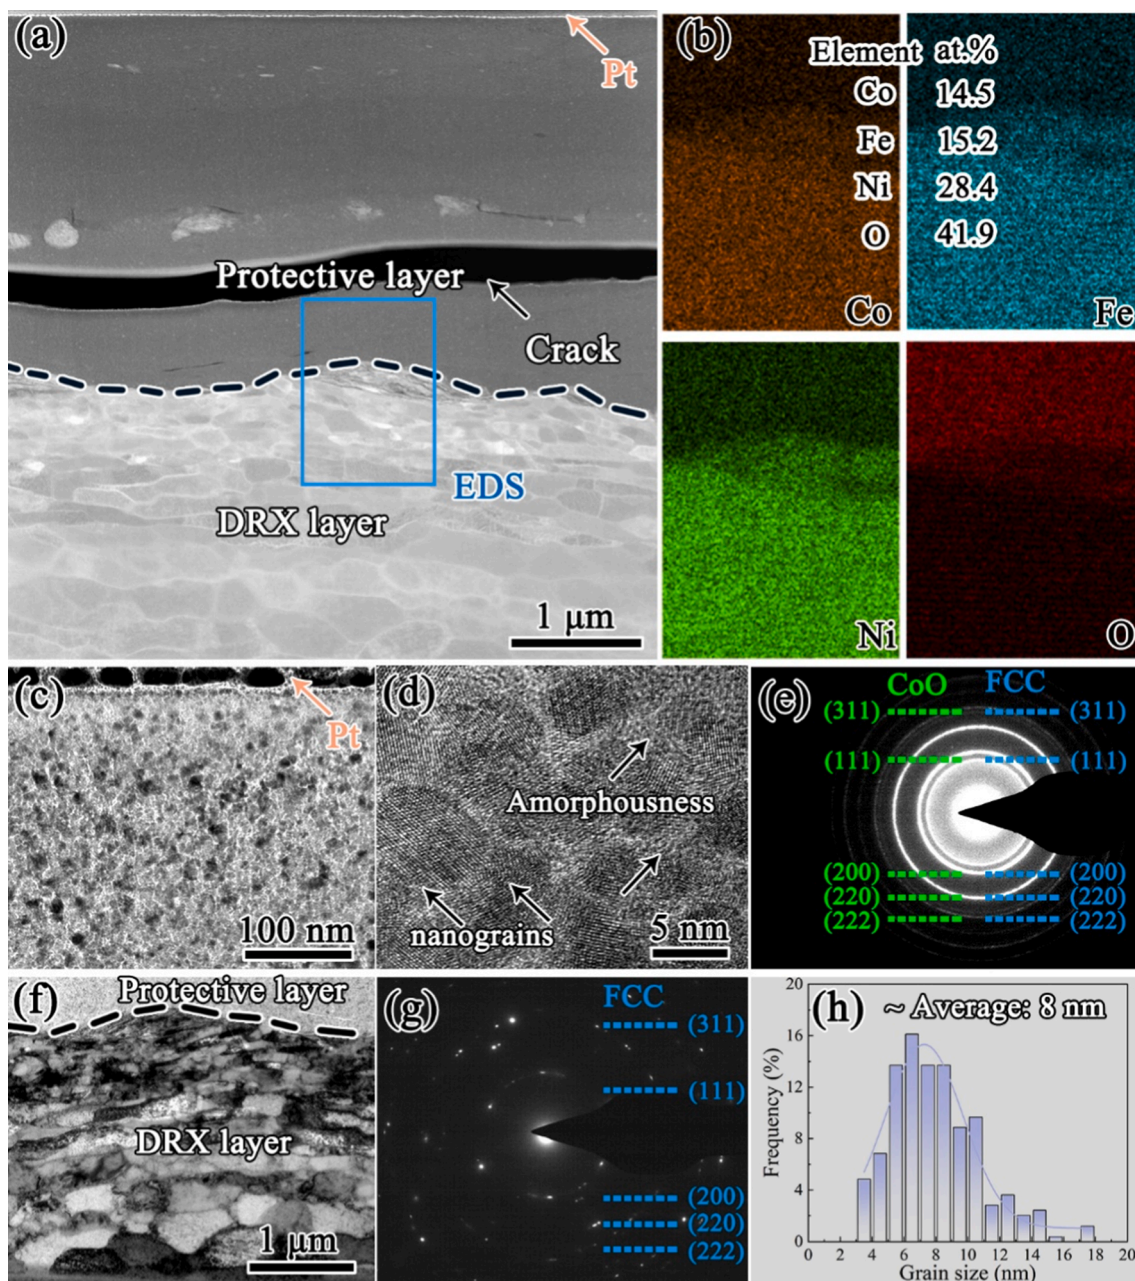 (a)
Pt
Protective layer
Crack
EDS
DRX layer
1 μm
(b)
Element at.%
Co 14.5
Fe 15.2
Ni 28.4
O 41.9
Co
Fe
Ni
O
(c)
Pt
100 nm
(d)
Amorphousness
nanograins
5 nm
(e)
CoO FCC
(311) (311)
(111) (111)
(200) (200)
(220) (220)
(222) (222)
(f)
Protective layer
DRX layer
1 μm
(g)
FCC
(311)
(111)
(200)
(220)
(222)
(h)
~ Average: 8 nm
Frequency (%)
20
16
12
8
4
0
0 2 4 6 8 10 12 14 16 18 20
Grain size (nm)